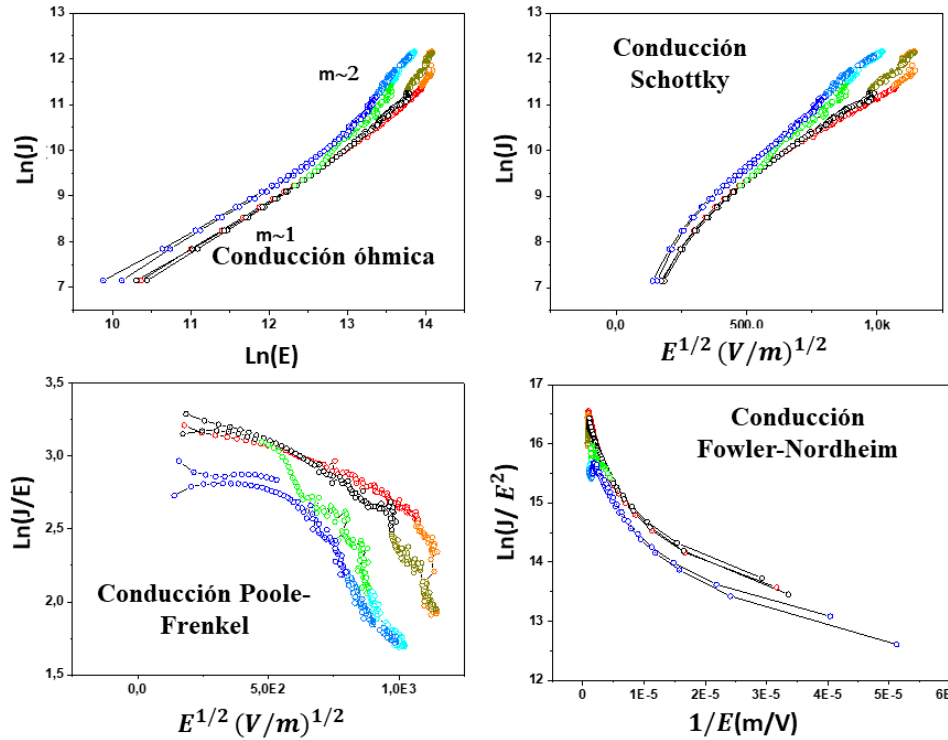 13
12
11
10
9
8
7
Ln(J)
m~2
m~1
Conducción óhmica
10
11
12
13
14
Ln(E)
13
12
11
10
9
8
7
Ln(J)
Conducción
Schottky
0,0
500.0
1,0k
E^{1/2} (V/m)^{1/2}
3,5
3,0
2,5
2,0
1,5
Ln(J/E)
Conducción Poole-
Frenkel
0,0
5,0E2
1,0E3
E^{1/2} (V/m)^{1/2}
17
16
15
14
13
12
Ln(J/ E^2)
Conducción
Fowler-Nordheim
0
1E-5
2E-5
3E-5
4E-5
5E-5
1/E(m/V)